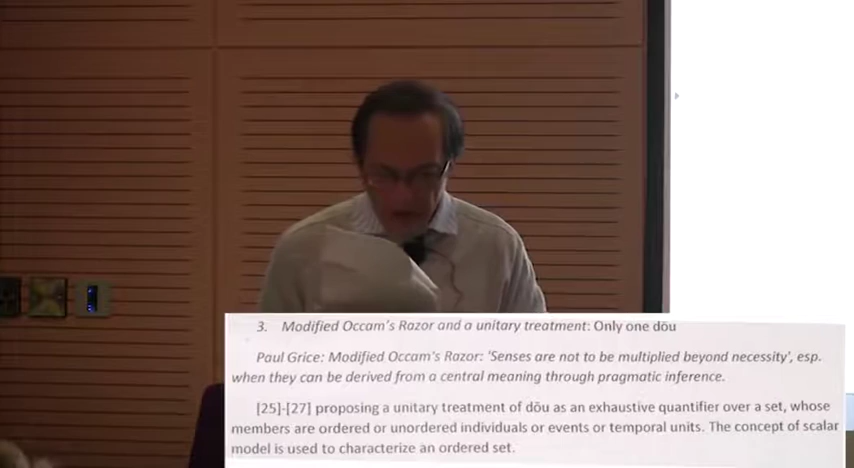 3. Modified Occam's Razor and a unitary treatment: Only one dōu
Paul Grice: Modified Occam's Razor: 'Senses are not to be multiplied beyond necessity', esp.
when they can be derived from a central meaning through pragmatic inference.
[25]-[27] proposing a unitary treatment of dōu as an exhaustive quantifier over a set, whose
members are ordered or unordered individuals or events or temporal units. The concept of scalar
model is used to characterize an ordered set.